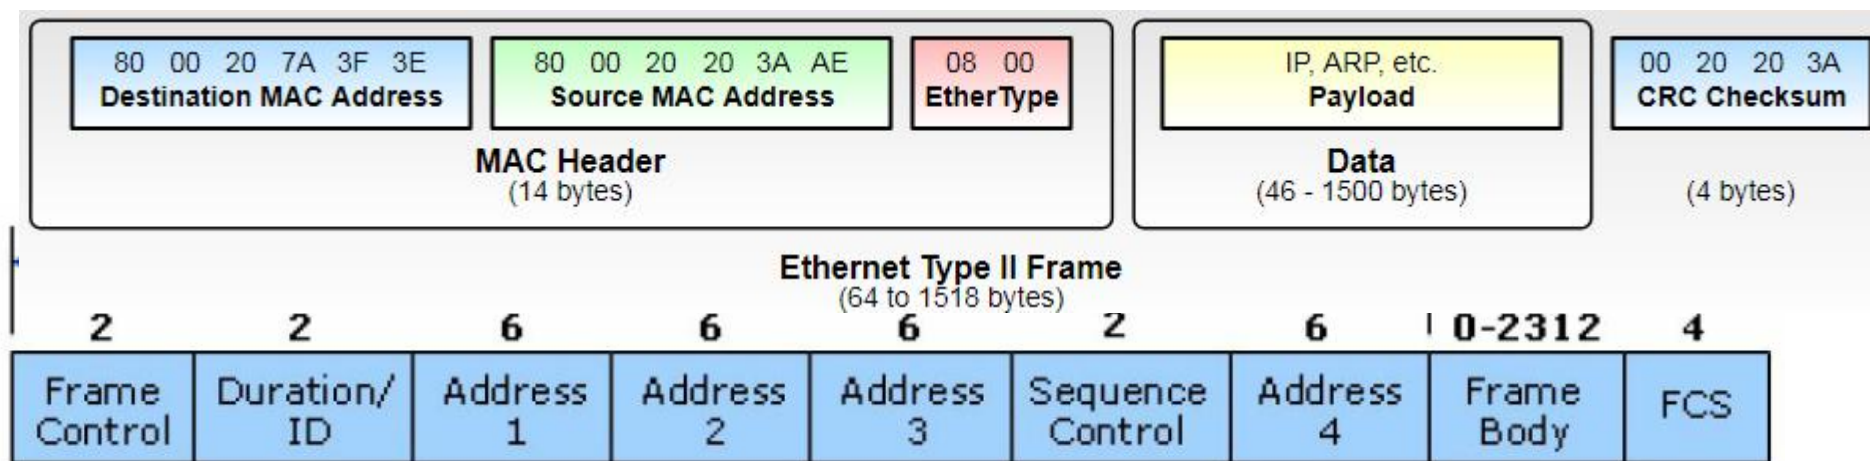 80 00 20 7A 3F 3E 80 00 20 20 3A AE 08 00 IP, ARP, etc. 00 20 20 3A
Destination MAC Address Source MAC Address EtherType Payload CRC Checksum
MAC Header Data
(14 bytes) (46 - 1500 bytes) (4 bytes)
Ethernet Type II Frame
(64 to 1518 bytes)
2 2 6 6 6 2 6 0-2312 4
Frame Duration/ Address Address Address Sequence Address Frame FCS
Control ID 1 2 3 Control 4 Body